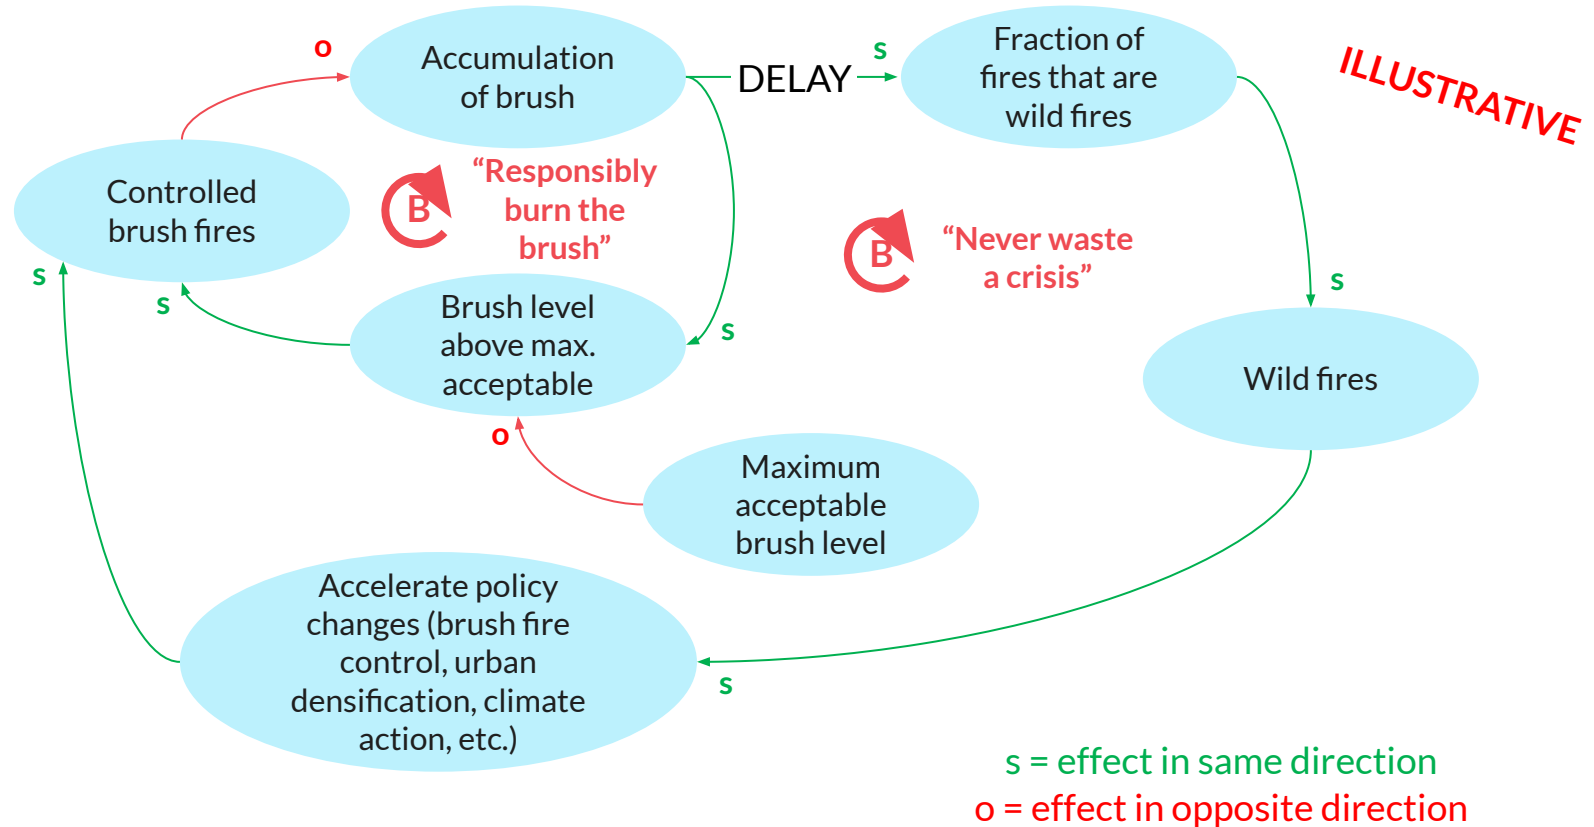 o
Accumulation
of brush
DELAY
s
Fraction of
fires that are
wild fires
ILLUSTRATIVE
Controlled
brush fires
B
“Responsibly
burn the
brush”
B
“Never waste
a crisis”
s
s
s
s
Brush level
above max.
acceptable
Wild fires
o
Maximum
acceptable
brush level
Accelerate policy
changes (brush fire
control, urban
densification, climate
action, etc.)
s
s = effect in same direction
o = effect in opposite direction